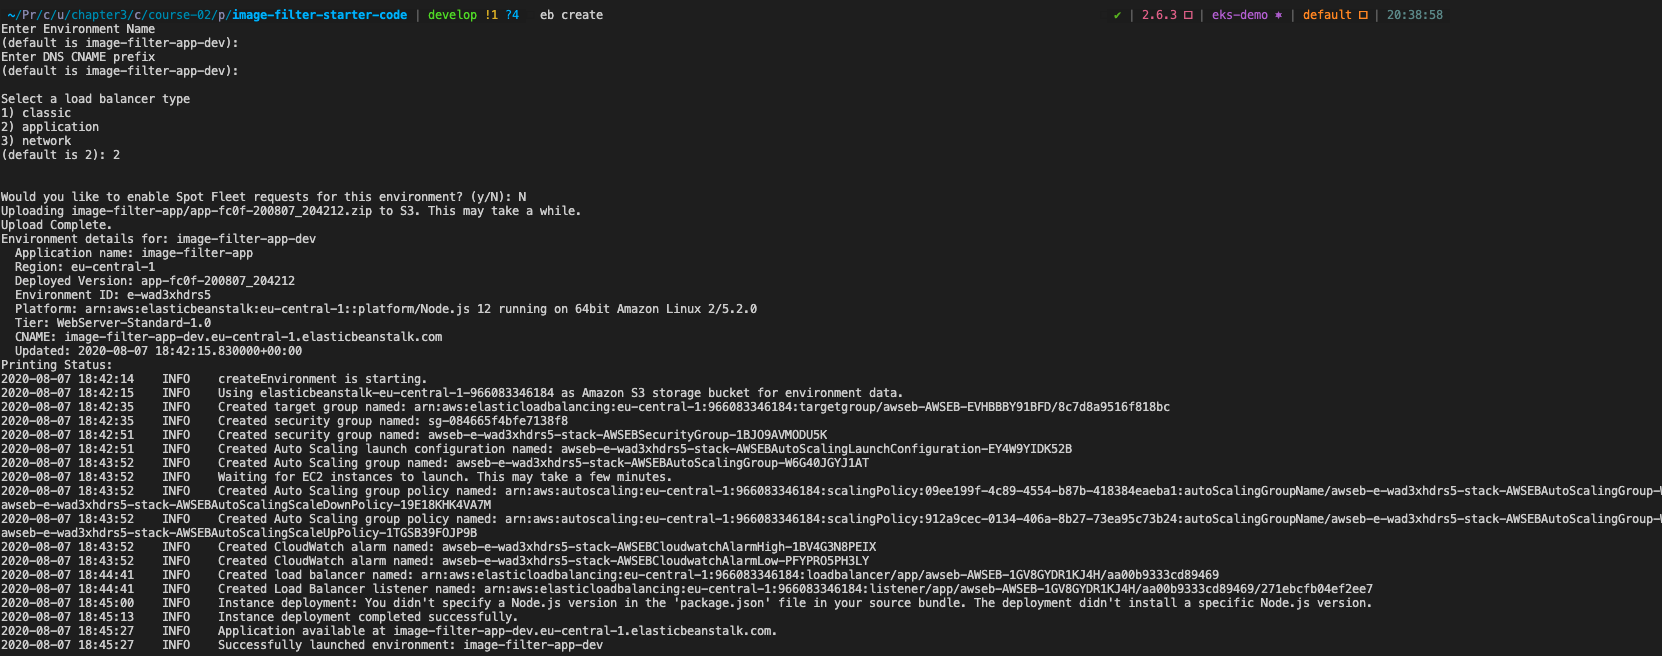 ~/Pr/c/u/chapter3/c/course-02/p/image-filter-starter-code | develop !1 ?4 eb create ✔ | 2.6.3 | eks-demo | default | 20:38:58
Enter Environment Name
(default is image-filter-app-dev):
Enter DNS CNAME prefix
(default is image-filter-app-dev):
Select a load balancer type
1) classic
2) application
3) network
(default is 2): 2
Would you like to enable Spot Fleet requests for this environment? (y/N): N
Uploading image-filter-app/app-fc0f-200807_204212.zip to S3. This may take a while.
Upload Complete.
Environment details for: image-filter-app-dev
  Application name: image-filter-app
  Region: eu-central-1
  Deployed Version: app-fc0f-200807_204212
  Environment ID: e-wad3xhdrs5
  Platform: arn:aws:elasticbeanstalk:eu-central-1::platform/Node.js 12 running on 64bit Amazon Linux 2/5.2.0
  Tier: WebServer-Standard-1.0
  CNAME: image-filter-app-dev.eu-central-1.elasticbeanstalk.com
  Updated: 2020-08-07 18:42:15.830000+00:00
Printing Status:
2020-08-07 18:42:14    INFO    createEnvironment is starting.
2020-08-07 18:42:15    INFO    Using elasticbeanstalk-eu-central-1-966083346184 as Amazon S3 storage bucket for environment data.
2020-08-07 18:42:35    INFO    Created target group named: arn:aws:elasticloadbalancing:eu-central-1:966083346184:targetgroup/awseb-AWSEB-EVHBBBY91BFD/8c7d8a9516f818bc
2020-08-07 18:42:35    INFO    Created security group named: sg-084665f4bfe7138f8
2020-08-07 18:42:51    INFO    Created security group named: awseb-e-wad3xhdrs5-stack-AWSEBSecurityGroup-1BJO9AVMODU5K
2020-08-07 18:42:51    INFO    Created Auto Scaling launch configuration named: awseb-e-wad3xhdrs5-stack-AWSEBAutoScalingLaunchConfiguration-EY4W9YIDK52B
2020-08-07 18:43:52    INFO    Created Auto Scaling group named: awseb-e-wad3xhdrs5-stack-AWSEBAutoScalingGroup-W6G40JGYJ1AT
2020-08-07 18:43:52    INFO    Waiting for EC2 instances to launch. This may take a few minutes.
2020-08-07 18:43:52    INFO    Created Auto Scaling group policy named: arn:aws:autoscaling:eu-central-1:966083346184:scalingPolicy:09ee199f-4c89-4554-b87b-418384eaeba1:autoScalingGroupName/awseb-e-wad3xhdrs5-stack-AWSEBAutoScalingGroup-W
awseb-e-wad3xhdrs5-stack-AWSEBAutoScalingScaleDownPolicy-19E18KHK4VA7M
2020-08-07 18:43:52    INFO    Created Auto Scaling group policy named: arn:aws:autoscaling:eu-central-1:966083346184:scalingPolicy:912a9cec-0134-406a-8b27-73ea95c73b24:autoScalingGroupName/awseb-e-wad3xhdrs5-stack-AWSEBAutoScalingGroup-W
awseb-e-wad3xhdrs5-stack-AWSEBAutoScalingScaleUpPolicy-1TGSB39FOJP9B
2020-08-07 18:43:52    INFO    Created CloudWatch alarm named: awseb-e-wad3xhdrs5-stack-AWSEBCloudwatchAlarmHigh-1BV4G3N8PEIX
2020-08-07 18:43:52    INFO    Created CloudWatch alarm named: awseb-e-wad3xhdrs5-stack-AWSEBCloudwatchAlarmLow-PFYPRO5PH3LY
2020-08-07 18:44:41    INFO    Created load balancer named: arn:aws:elasticloadbalancing:eu-central-1:966083346184:loadbalancer/app/awseb-AWSEB-1GV8GYDR1KJ4H/aa00b9333cd89469
2020-08-07 18:44:41    INFO    Created Load Balancer listener named: arn:aws:elasticloadbalancing:eu-central-1:966083346184:listener/app/awseb-AWSEB-1GV8GYDR1KJ4H/aa00b9333cd89469/271ebcfb04ef2ee7
2020-08-07 18:45:00    INFO    Instance deployment: You didn't specify a Node.js version in the 'package.json' file in your source bundle. The deployment didn't install a specific Node.js version.
2020-08-07 18:45:13    INFO    Instance deployment completed successfully.
2020-08-07 18:45:27    INFO    Application available at image-filter-app-dev.eu-central-1.elasticbeanstalk.com.
2020-08-07 18:45:27    INFO    Successfully launched environment: image-filter-app-dev